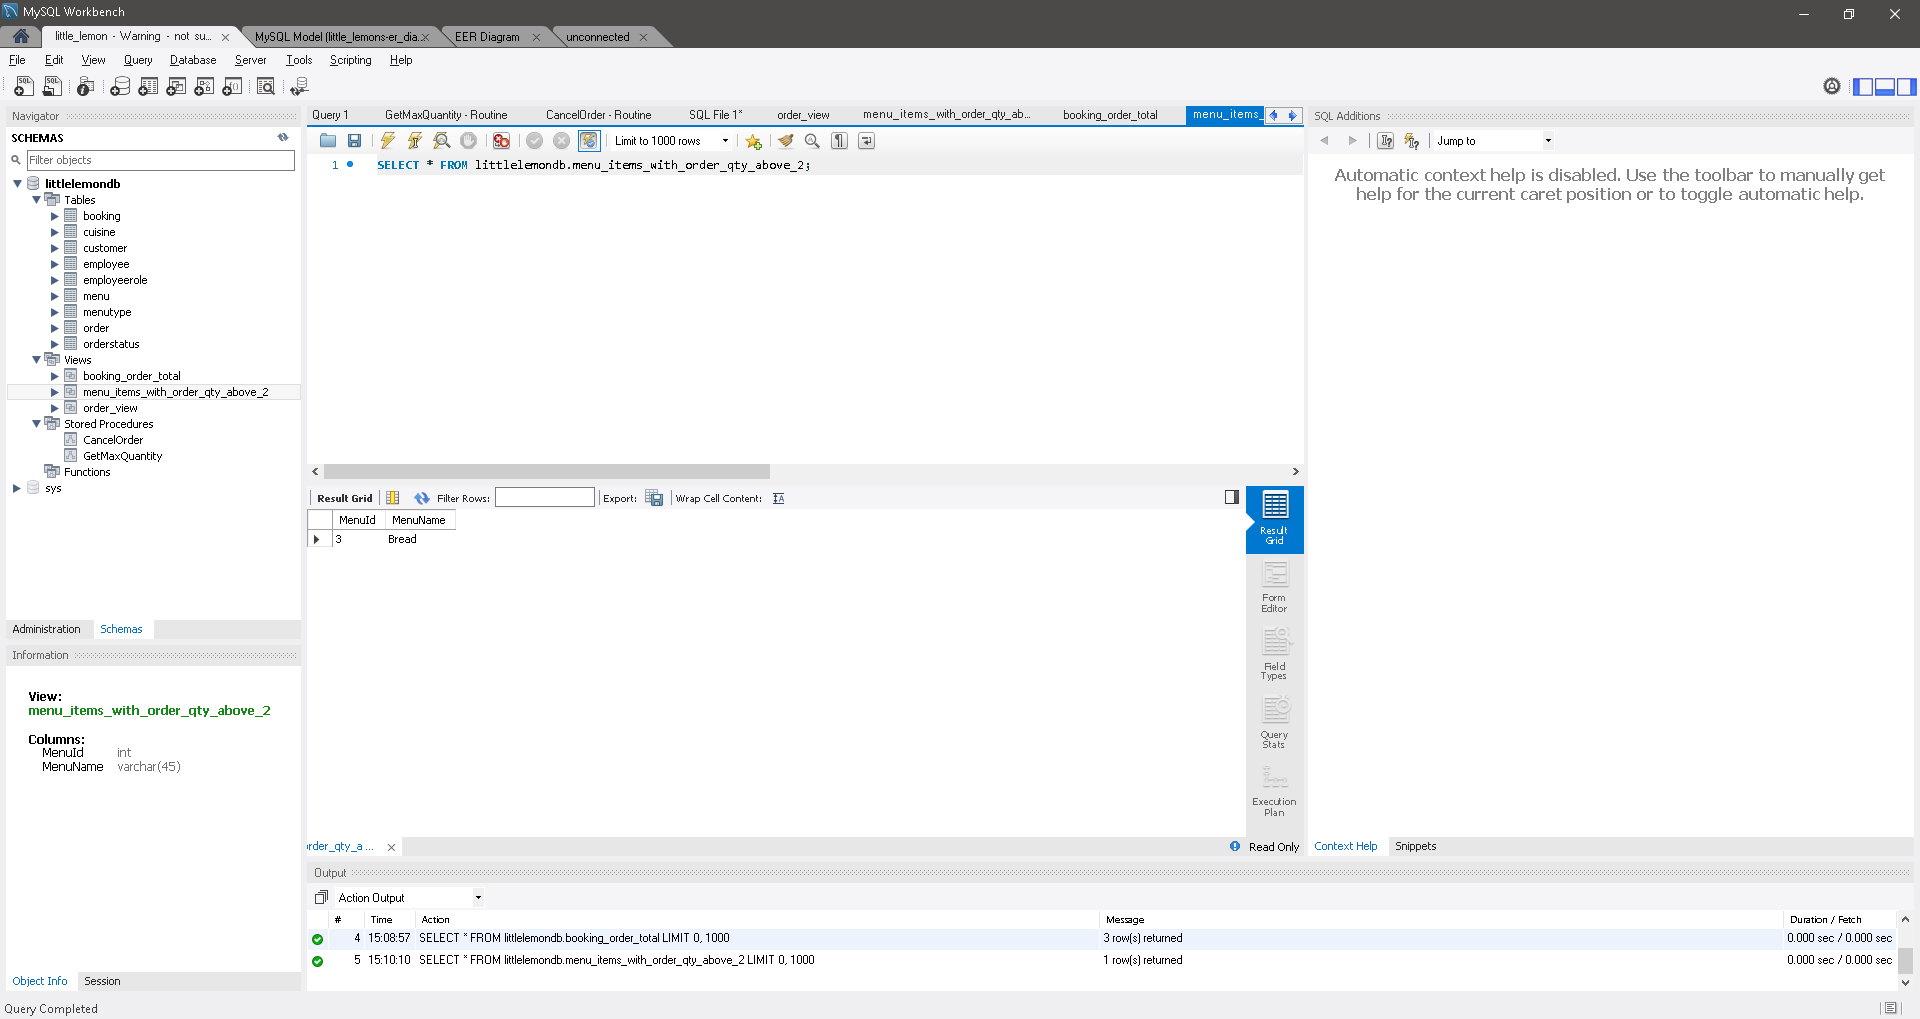 MySQL Workbench
little_lemon - Warning - not su...
MySQL Model (little_lemons-er_dia...
EER Diagram
unconnected
File Edit View Query Database Server Tools Scripting Help
Navigator
SCHEMAS
Filter objects
littlelemondb
Tables
booking
cuisine
customer
employee
employeerole
menu
menutype
order
orderstatus
Views
booking_order_total
menu_items_with_order_qty_above_2
order_view
Stored Procedures
CancelOrder
GetMaxQuantity
Functions
sys
Administration Schemas
Information
View:
menu_items_with_order_qty_above_2
Columns:
MenuId int
MenuName varchar(45)
Object Info Session
Query 1
GetMaxQuantity - Routine
CancelOrder - Routine
SQL File 1*
order_view
menu_items_with_order_qty_ab...
booking_order_total
menu_items_
Limit to 1000 rows
1 SELECT * FROM littlelemondb.menu_items_with_order_qty_above_2;
Result Grid Filter Rows: Export: Wrap Cell Content:
MenuId MenuName
3 Bread
Result Grid
Form Editor
Field Types
Query Stats
Execution Plan
order_qty_a...
Read Only
SQL Additions
Jump to
Automatic context help is disabled. Use the toolbar to manually get
help for the current caret position or to toggle automatic help.
Context Help Snippets
Output
Action Output
# Time Action Message Duration / Fetch
4 15:08:57 SELECT * FROM littlelemondb.booking_order_total LIMIT 0, 1000 3 row(s) returned 0.000 sec / 0.000 sec
5 15:10:10 SELECT * FROM littlelemondb.menu_items_with_order_qty_above_2 LIMIT 0, 1000 1 row(s) returned 0.000 sec / 0.000 sec
Query Completed